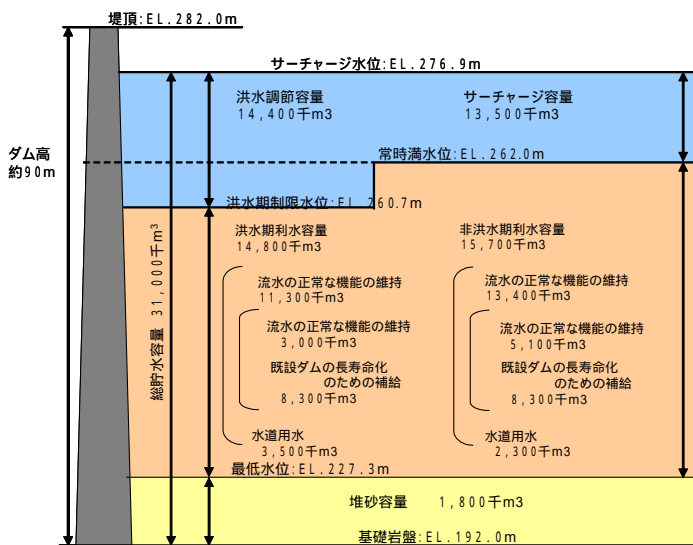 堤頂:EL.282.0m
サーチャージ水位:EL.276.9m
洪水調節容量
14,400千m3
サーチャージ容量
13,500千m3
ダム高
約90m
常時満水位:EL.262.0m
洪水期制限水位:EL.260.7m
洪水期利水容量
14,800千m3
非洪水期利水容量
15,700千m3
総貯水容量 31,000千m³
流水の正常な機能の維持
11,300千m3
流水の正常な機能の維持
3,000千m3
既設ダムの長寿命化
のための補給
8,300千m3
水道用水
3,500千m3
流水の正常な機能の維持
13,400千m3
流水の正常な機能の維持
5,100千m3
既設ダムの長寿命化
のための補給
8,300千m3
水道用水
2,300千m3
最低水位:EL.227.3m
堆砂容量 1,800千m3
基礎岩盤:EL.192.0m